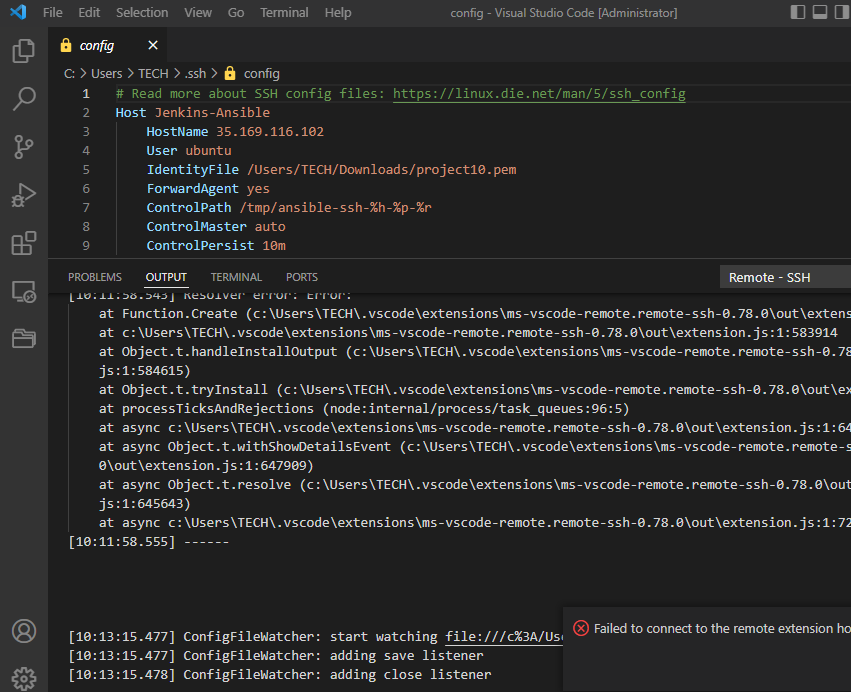 File Edit Selection View Go Terminal Help config - Visual Studio Code [Administrator]
config
C: > Users > TECH > .ssh > config
1 # Read more about SSH config files: https://linux.die.net/man/5/ssh_config
2 Host Jenkins-Ansible
3 HostName 35.169.116.102
4 User ubuntu
5 IdentityFile /Users/TECH/Downloads/project10.pem
6 ForwardAgent yes
7 ControlPath /tmp/ansible-ssh-%h-%p-%r
8 ControlMaster auto
9 ControlPersist 10m
PROBLEMS OUTPUT TERMINAL PORTS Remote - SSH
[10:11:58.543] Resolver error: Error:
at Function.Create (c:\Users\TECH\.vscode\extensions\ms-vscode-remote.remote-ssh-0.78.0\out\extens
at c:\Users\TECH\.vscode\extensions\ms-vscode-remote.remote-ssh-0.78.0\out\extension.js:1:583914
at Object.t.handleInstallOutput (c:\Users\TECH\.vscode\extensions\ms-vscode-remote.remote-ssh-0.78
js:1:584615)
at Object.t.tryInstall (c:\Users\TECH\.vscode\extensions\ms-vscode-remote.remote-ssh-0.78.0\out\ex
at processTicksAndRejections (node:internal/process/task_queues:96:5)
at async c:\Users\TECH\.vscode\extensions\ms-vscode-remote.remote-ssh-0.78.0\out\extension.js:1:64
at async Object.t.withShowDetailsEvent (c:\Users\TECH\.vscode\extensions\ms-vscode-remote.remote-s
0\out\extension.js:1:647909)
at async Object.t.resolve (c:\Users\TECH\.vscode\extensions\ms-vscode-remote.remote-ssh-0.78.0\out
js:1:645643)
at async c:\Users\TECH\.vscode\extensions\ms-vscode-remote.remote-ssh-0.78.0\out\extension.js:1:72
[10:11:58.555] ------
[10:13:15.477] ConfigFileWatcher: start watching file:///c%3A/Use
Failed to connect to the remote extension ho
[10:13:15.477] ConfigFileWatcher: adding save listener
[10:13:15.478] ConfigFileWatcher: adding close listener